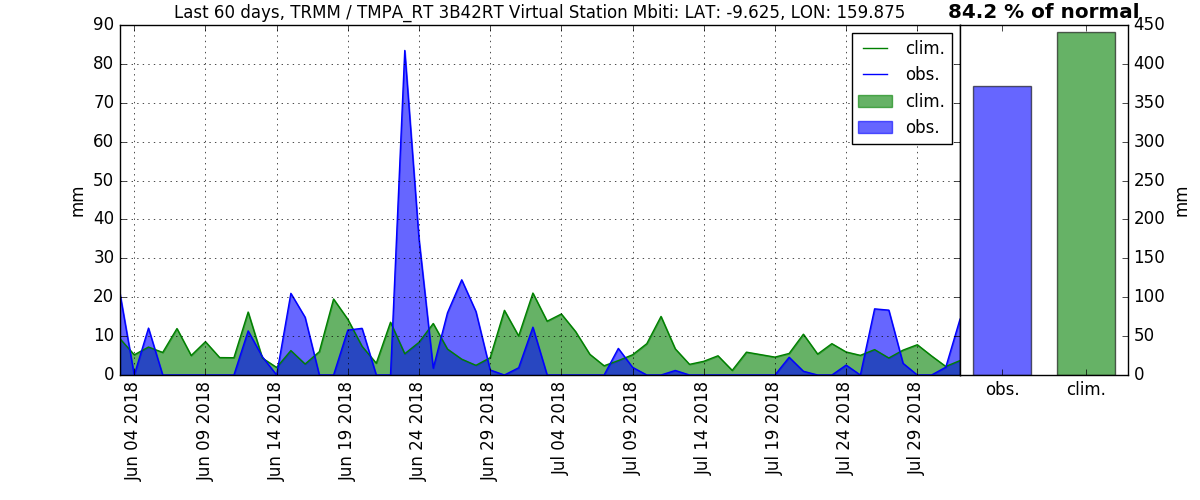 Last 60 days, TRMM / TMPA_RT 3B42RT Virtual Station Mbiti: LAT: -9.625, LON: 159.875
84.2 % of normal
90
80
70
60
50
40
30
20
10
0
mm
clim.
obs.
clim.
obs.
Jun 04 2018
Jun 09 2018
Jun 14 2018
Jun 19 2018
Jun 24 2018
Jun 29 2018
Jul 04 2018
Jul 09 2018
Jul 14 2018
Jul 19 2018
Jul 24 2018
Jul 29 2018
450
400
350
300
250
200
150
100
50
0
mm
obs.
clim.